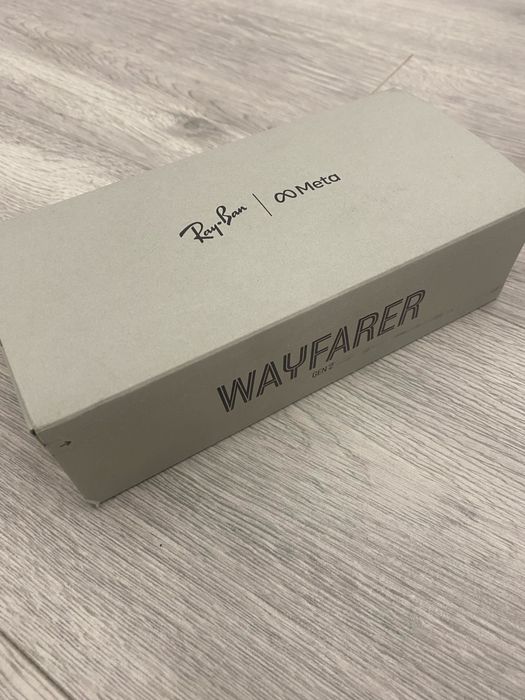 Ray-Ban | ∞ Meta
WAYFARER
GEN 2